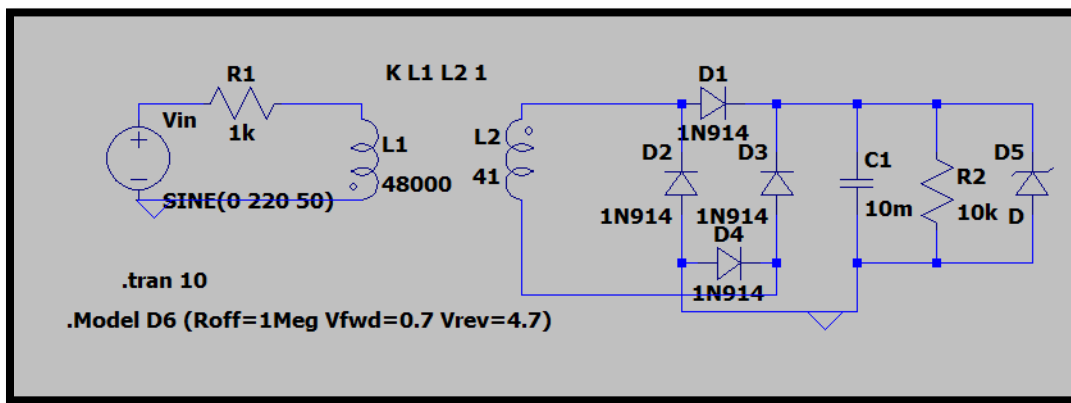 R1
1k
Vin
SINE(0 220 50)
K L1 L2 1
L1
48000
L2
41
D1
1N914
D2
1N914
D3
1N914
D4
1N914
C1
10m
R2
10k
D5
D
.tran 10
.Model D6 (Roff=1Meg Vfwd=0.7 Vrev=4.7)